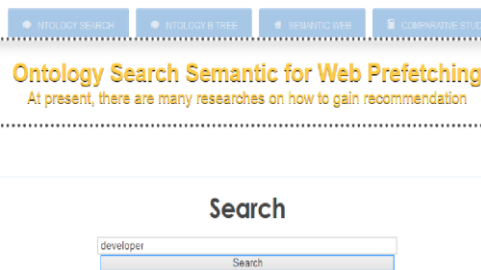 NTOLOGY SEARCH
NTOLOGY B TREE
SEMANTIC WEB
COMPARATIVE STUD
Ontology Search Semantic for Web Prefetching
At present, there are many researches on how to gain recommendation
Search
developer
Search